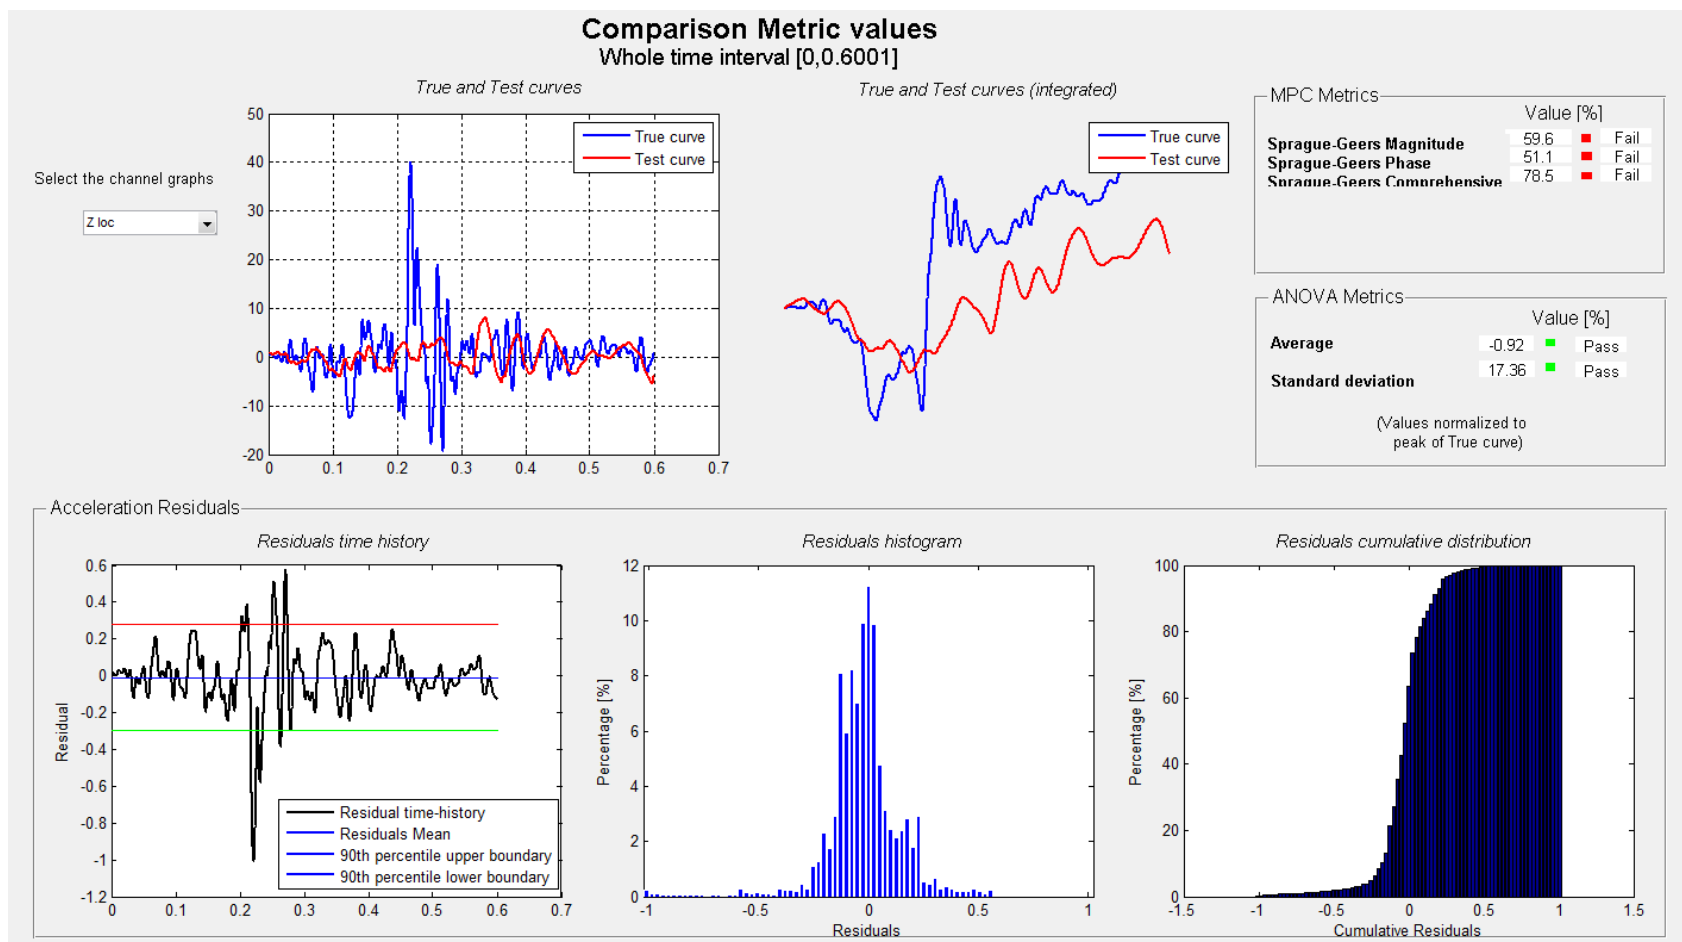 Comparison Metric values
Whole time interval [0,0.6001]
True and Test curves
True and Test curves (integrated)
Select the channel graphs
Z loc
50
40
30
20
10
0
-10
-20
0 0.1 0.2 0.3 0.4 0.5 0.6 0.7
True curve
Test curve
True curve
Test curve
MPC Metrics
Value [%]
Sprague-Geers Magnitude 59.6 Fail
Sprague-Geers Phase 51.1 Fail
Sprague-Geers Comprehensive 78.5 Fail
ANOVA Metrics
Value [%]
Average -0.92 Pass
Standard deviation 17.36 Pass
(Values normalized to
peak of True curve)
Acceleration Residuals
Residuals time history
0.6
0.4
0.2
0
-0.2
-0.4
-0.6
-0.8
-1
-1.2
Residual
0 0.1 0.2 0.3 0.4 0.5 0.6 0.7
Residual time-history
Residuals Mean
90th percentile upper boundary
90th percentile lower boundary
Residuals histogram
12
10
8
6
4
2
0
Percentage [%]
-1 -0.5 0 0.5 1
Residuals
Residuals cumulative distribution
100
80
60
40
20
0
Percentage [%]
-1.5 -1 -0.5 0 0.5 1 1.5
Cumulative Residuals